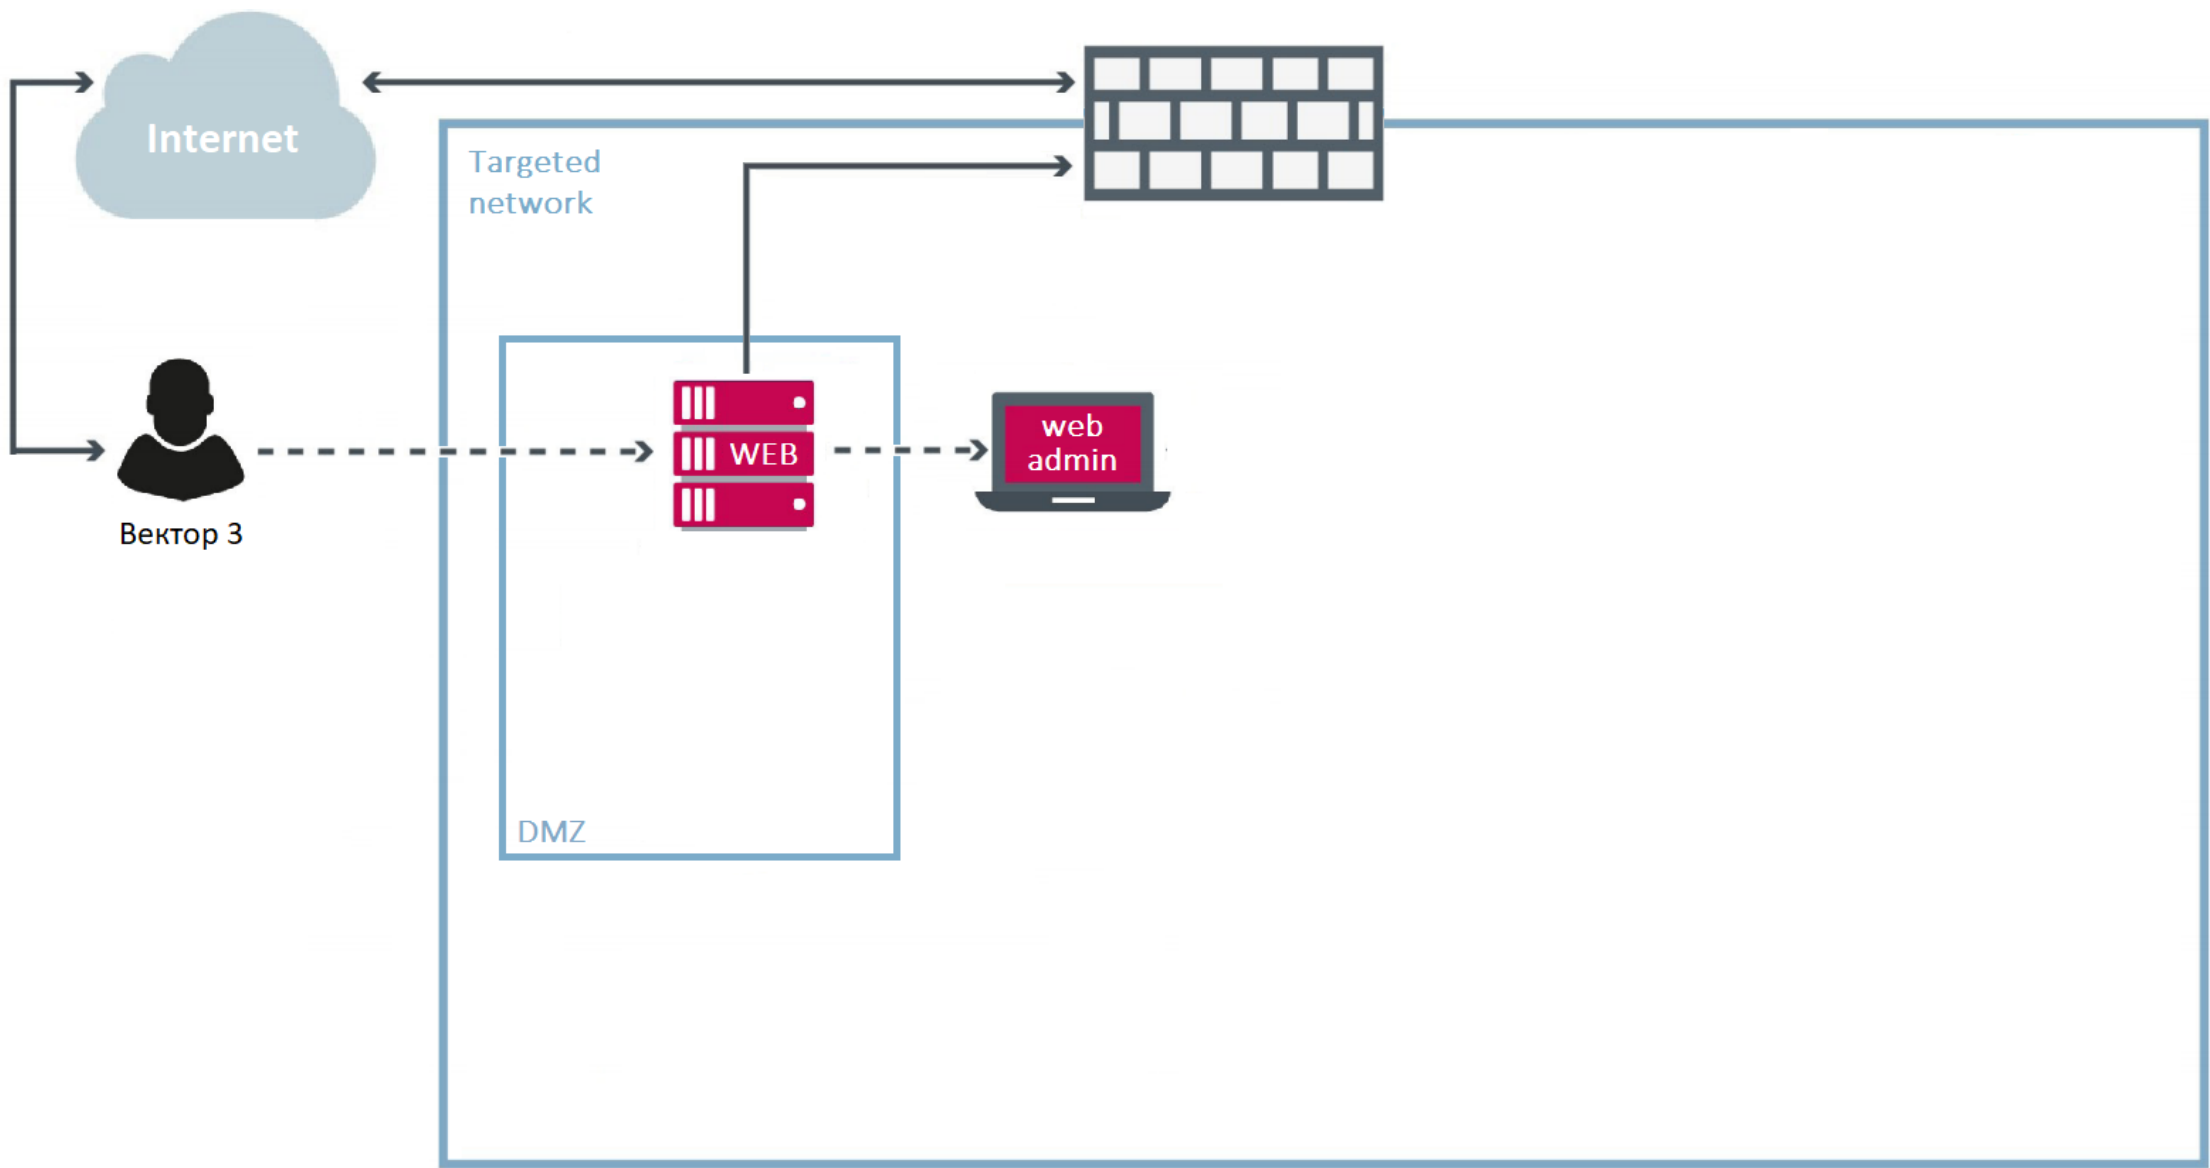 Internet
Targeted
network
WEB
web
admin
Вектор 3
DMZ